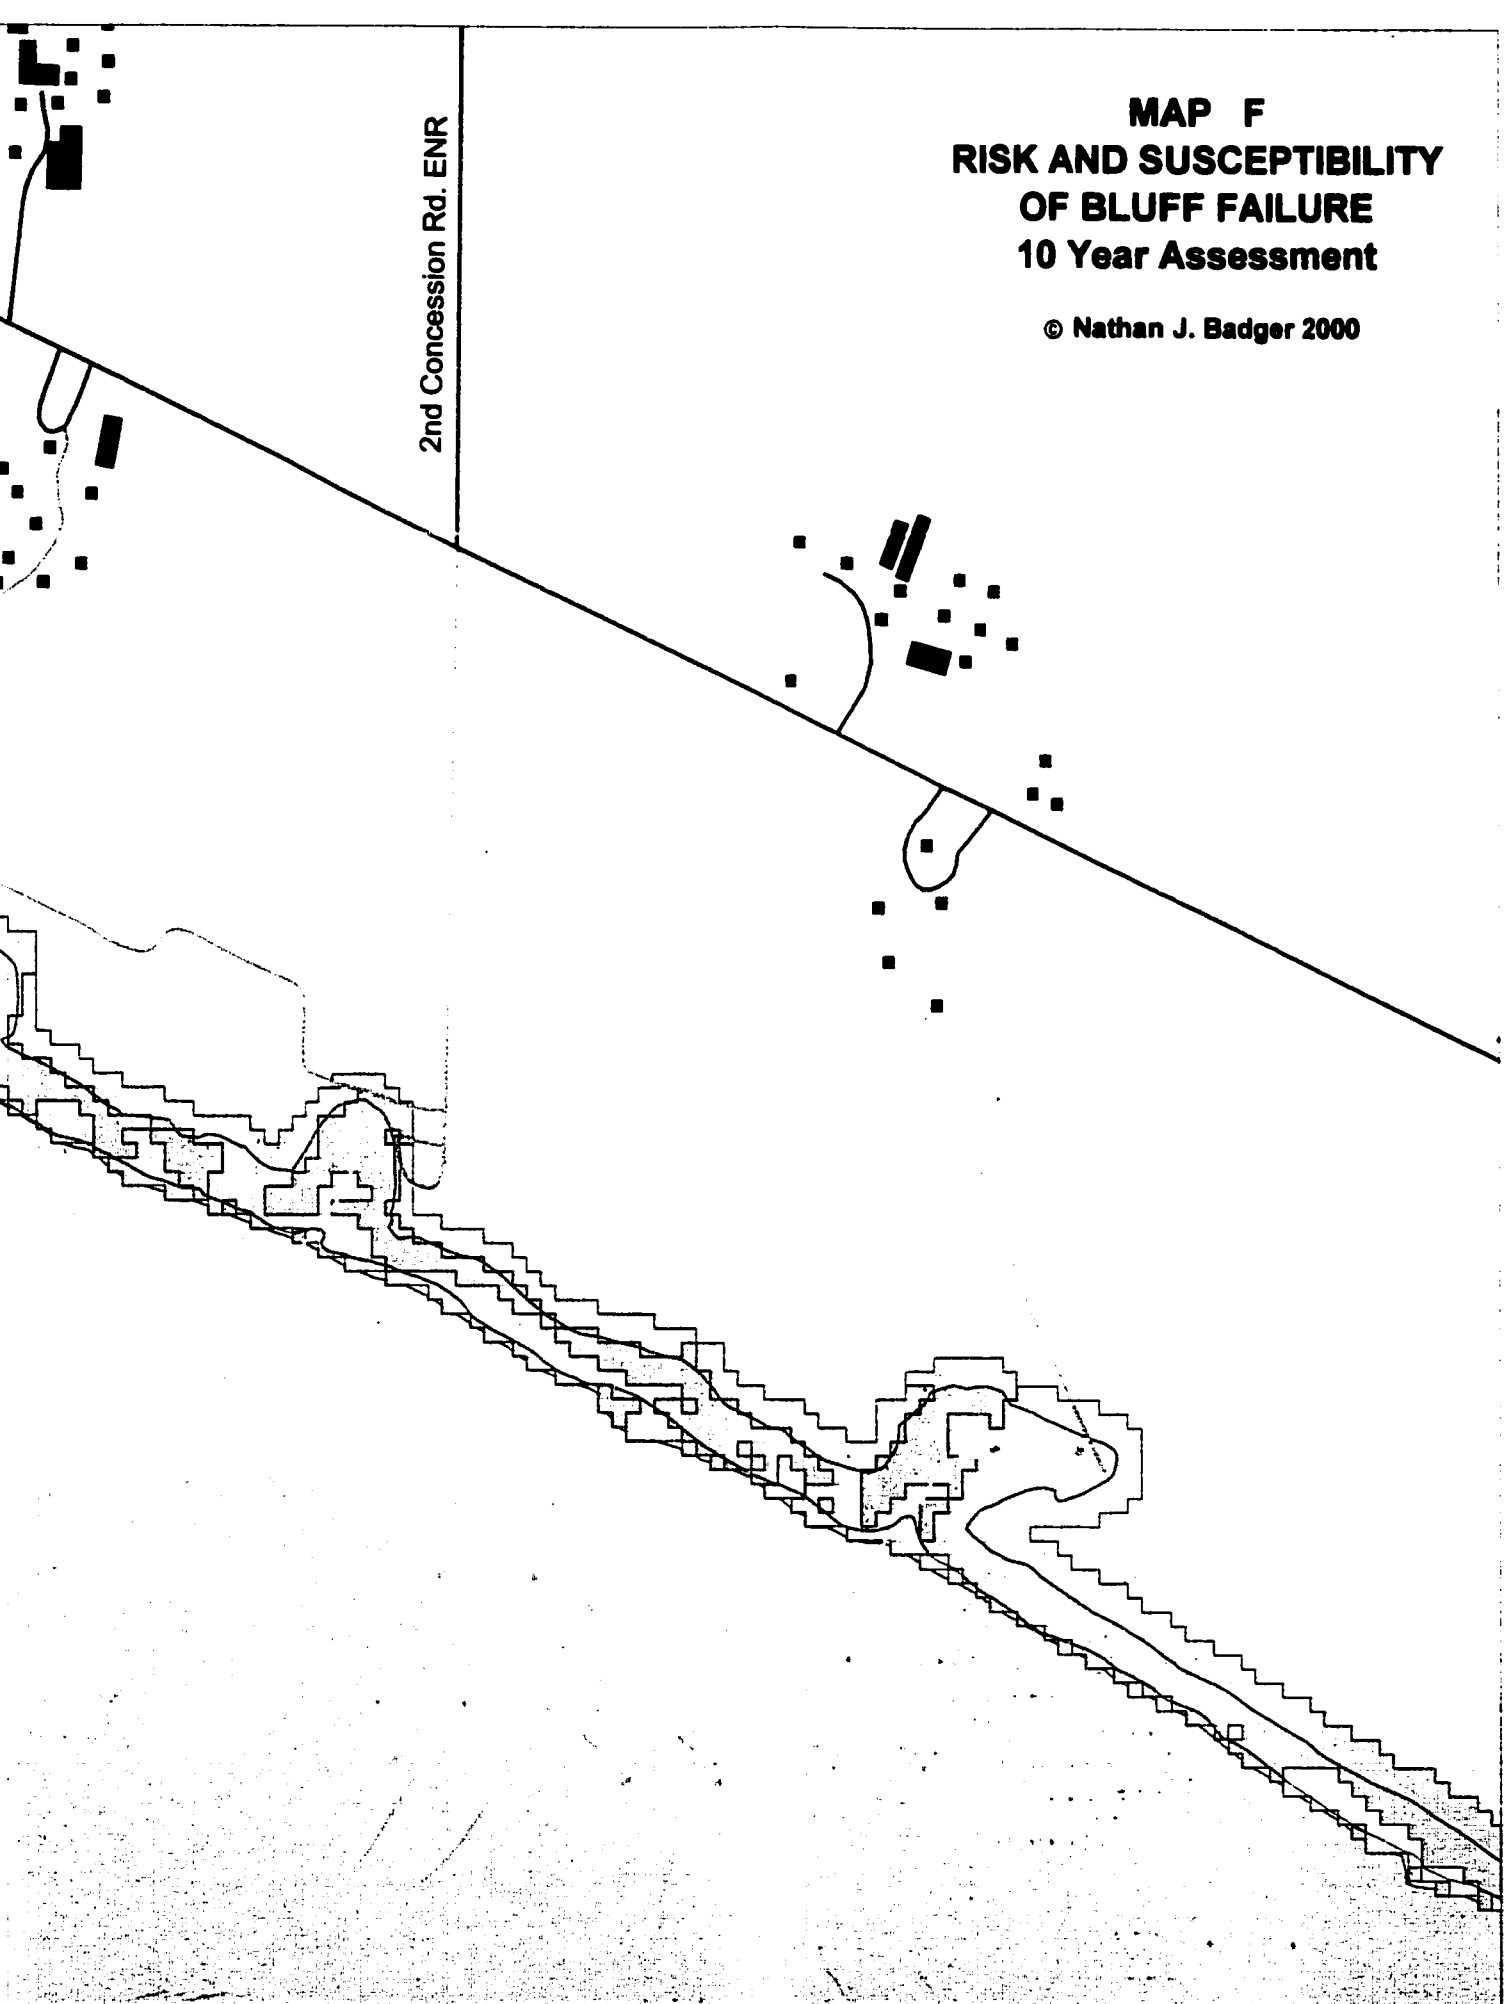 MAP F
RISK AND SUSCEPTIBILITY
OF BLUFF FAILURE
10 Year Assessment
© Nathan J. Badger 2000
2nd Concession Rd. ENR